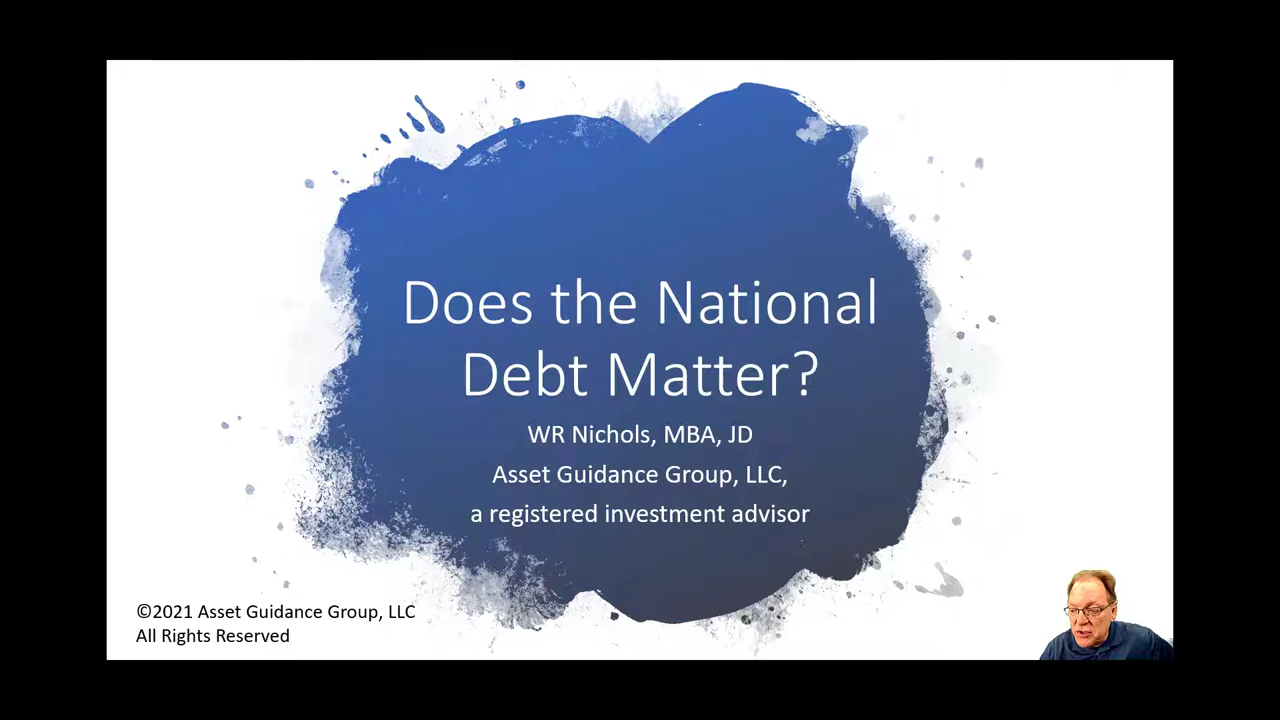 Does the National
Debt Matter?
WR Nichols, MBA, JD
Asset Guidance Group, LLC,
a registered investment advisor
©2021 Asset Guidance Group, LLC
All Rights Reserved